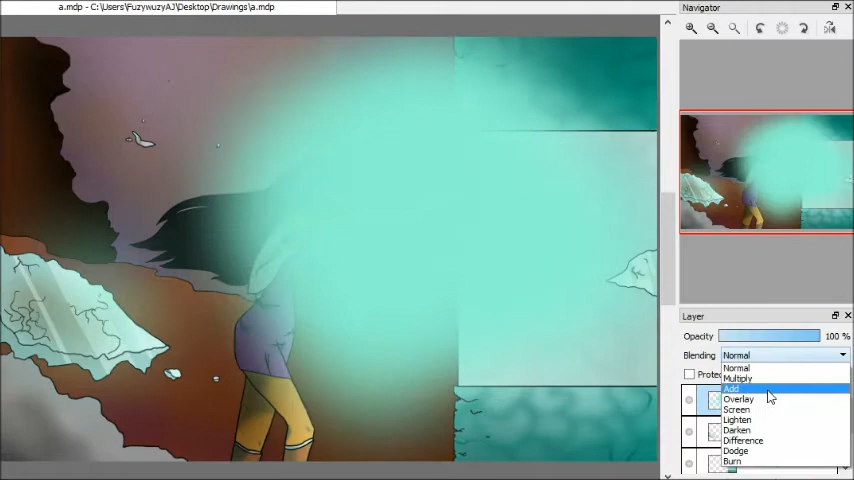 a.mdp - C:\Users\FuzywuzyAJ\Desktop\Drawings\a.mdp
Navigator
Layer
Opacity 100 %
Blending Normal
Protec
Normal
Multiply
Add
Overlay
Screen
Lighten
Darken
Difference
Dodge
Burn